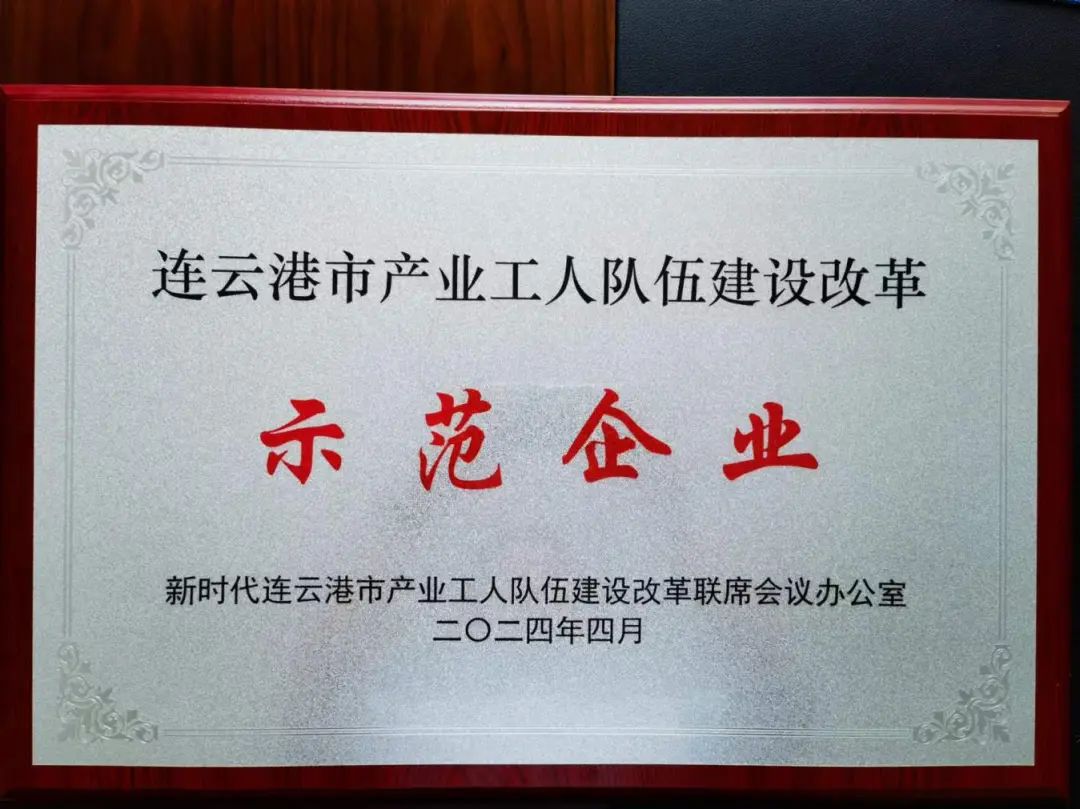 连云港市产业工人队伍建设改革
示范企业
新时代连云港市产业工人队伍建设改革联席会议办公室
二〇二四年四月